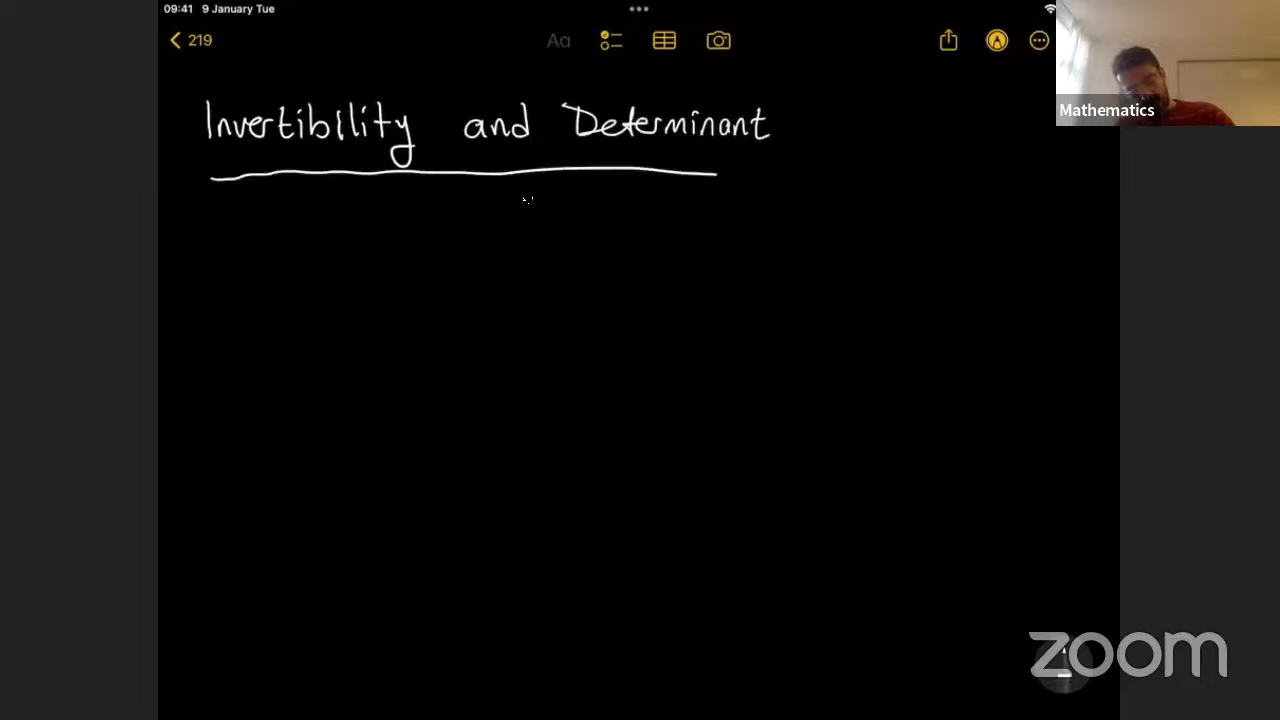 09:41 9 January Tue
219
Aa
Mathematics
Invertibility and Determinant
zoom